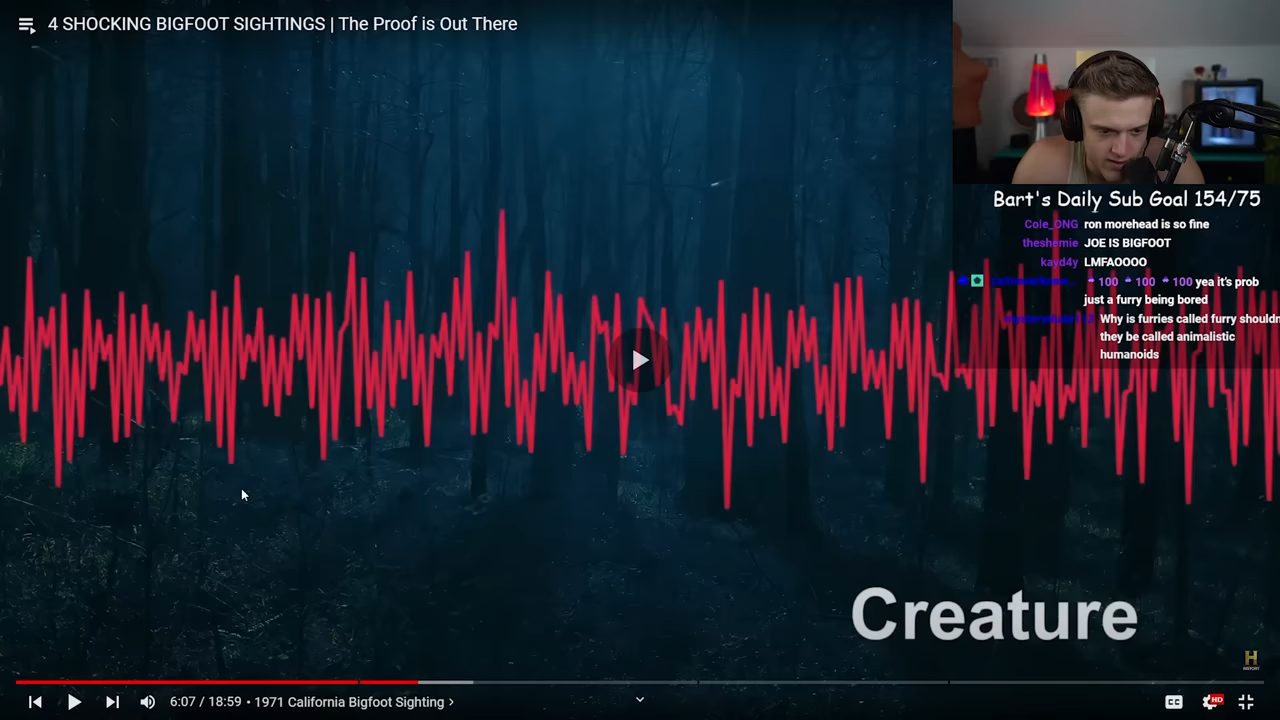 4 SHOCKING BIGFOOT SIGHTINGS | The Proof is Out There
Bart's Daily Sub Goal 154/75
Cole_ONG ron morehead is so fine
theshemie JOE IS BIGFOOT
kayd4y LMFAOOOO
100 100 100 yea it's prob
just a furry being bored
Why is furries called furry shouldn
they be called animalistic
humanoids
Creature
H
HISTORY
6:07 / 18:59 • 1971 California Bigfoot Sighting
CC
HD